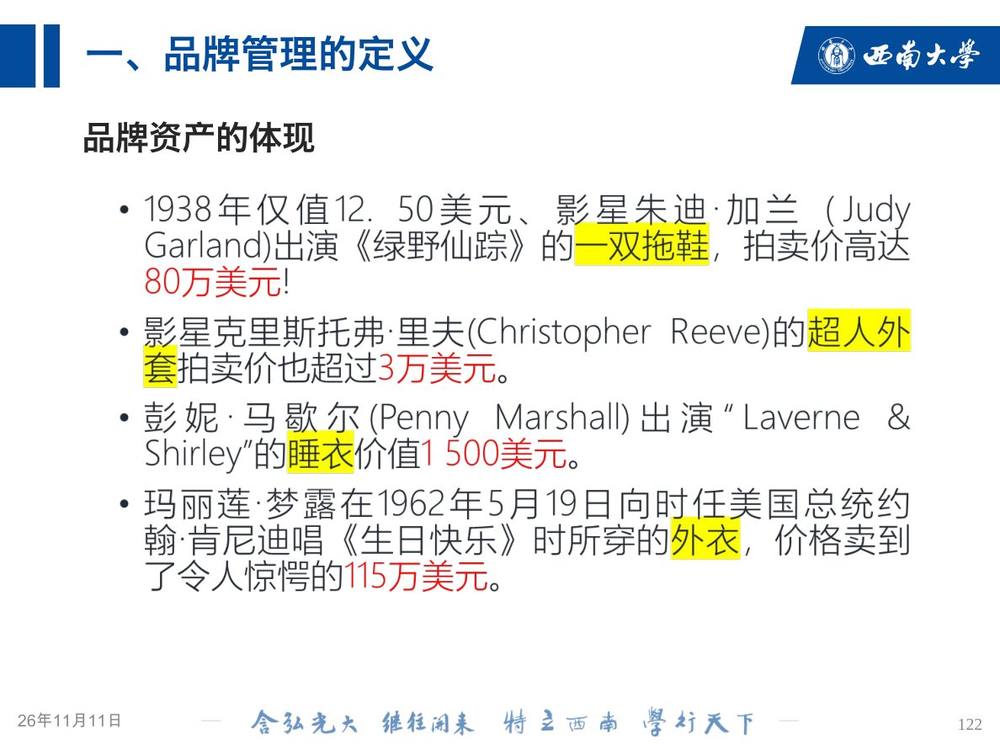 一、品牌管理的定义
西南大学
品牌资产的体现
• 1938年仅值12. 50美元、影星朱迪·加兰 (Judy
Garland)出演《绿野仙踪》的一双拖鞋，拍卖价高达
80万美元!
• 影星克里斯托弗·里夫(Christopher Reeve)的超人外
套拍卖价也超过3万美元。
• 彭妮·马歇尔(Penny Marshall)出演“Laverne &
Shirley”的睡衣价值1 500美元。
• 玛丽莲·梦露在1962年5月19日向时任美国总统约
翰·肯尼迪唱《生日快乐》时所穿的外衣，价格卖到
了令人惊愕的115万美元。
26年11月11日
含弘光大 继往开来 特立西南 学行天下
122